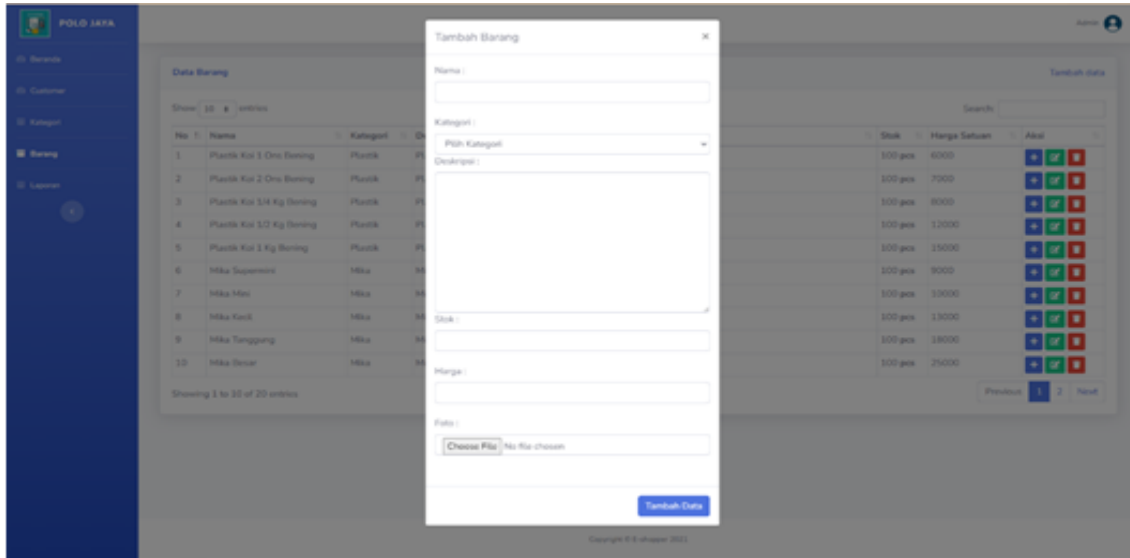 POLO JAYA
Admin
Beranda
Customer
Kategori
Barang
Laporan
Data Barang
Tambah data
Show 10 entries
Search:
No Nama Kategori Stok Harga Satuan Aksi
1 Plastik Koi 1 Ons Bening Plastik 100 pcs 6000
2 Plastik Koi 2 Ons Bening Plastik 100 pcs 7000
3 Plastik Koi 1/4 Kg Bening Plastik 100 pcs 8000
4 Plastik Koi 1/2 Kg Bening Plastik 100 pcs 12000
5 Plastik Koi 1 Kg Bening Plastik 100 pcs 15000
6 Mika Supermini Mika 100 pcs 9000
7 Mika Mini Mika 100 pcs 10000
8 Mika Kecil Mika 100 pcs 13000
9 Mika Tanggung Mika 100 pcs 18000
10 Mika Besar Mika 100 pcs 25000
Showing 1 to 10 of 20 entries
Previous 1 2 Next
Tambah Barang ×
Nama :
Kategori :
Pilih Kategori
Deskripsi :
Stok :
Harga :
Foto :
Choose File No file chosen
Tambah Data
Copyright © 2021